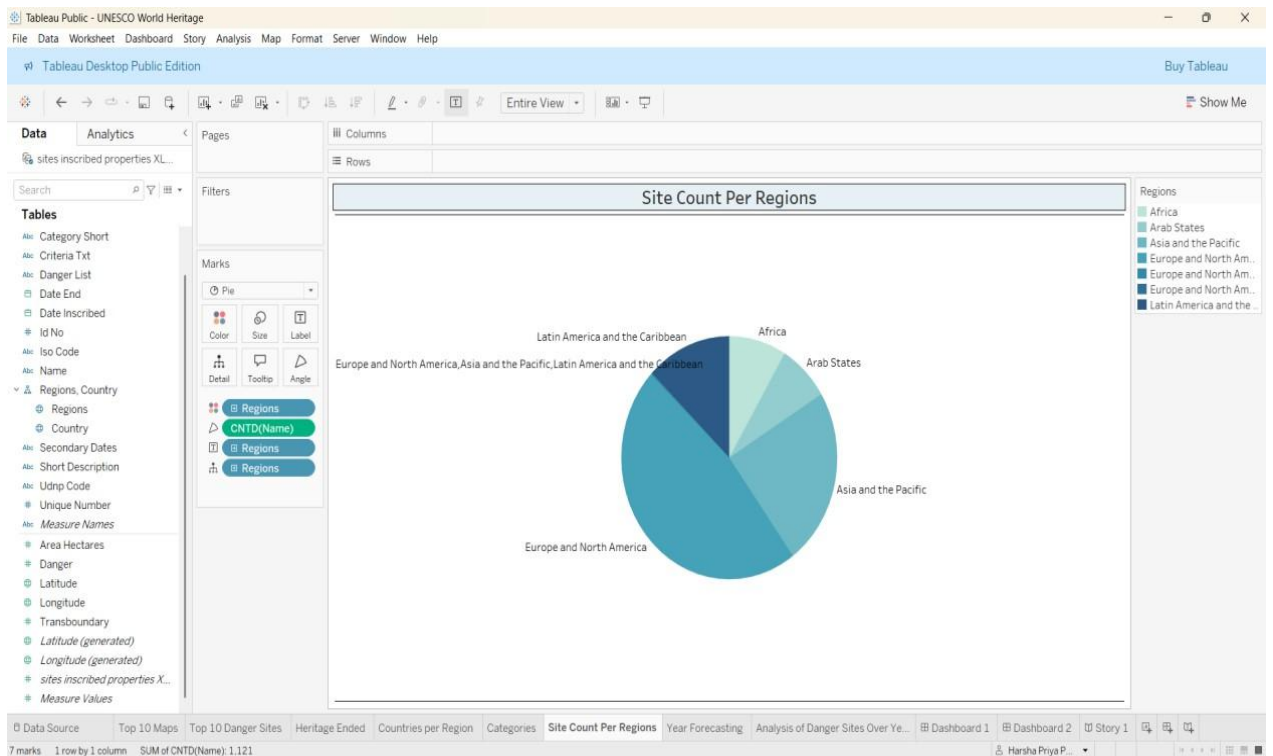 Tableau Public - UNESCO World Heritage
File Data Worksheet Dashboard Story Analysis Map Format Server Window Help
Tableau Desktop Public Edition
Buy Tableau
Entire View
Show Me
Data
Analytics
sites inscribed properties XL...
Search
Tables
Abc Category Short
Abc Criteria Txt
Abc Danger List
Date End
Date Inscribed
# Id No
Abc Iso Code
Abc Name
Regions, Country
Regions
Country
Abc Secondary Dates
Abc Short Description
Abc Udnp Code
# Unique Number
Abc Measure Names
# Area Hectares
# Danger
Latitude
Longitude
# Transboundary
Latitude (generated)
Longitude (generated)
# sites inscribed properties X...
# Measure Values
Pages
Filters
Marks
Pie
Color
Size
Label
Detail
Tooltip
Angle
Regions
CNTD(Name)
Regions
Regions
Columns
Rows
Site Count Per Regions
Latin America and the Caribbean
Africa
Europe and North America,Asia and the Pacific,Latin America and the Caribbean
Arab States
Asia and the Pacific
Europe and North America
Regions
Africa
Arab States
Asia and the Pacific
Europe and North Am..
Europe and North Am..
Europe and North Am..
Latin America and the ..
Data Source
Top 10 Maps
Top 10 Danger Sites
Heritage Ended
Countries per Region
Categories
Site Count Per Regions
Year Forecasting
Analysis of Danger Sites Over Ye...
Dashboard 1
Dashboard 2
Story 1
7 marks
1 row by 1 column
SUM of CNTD(Name): 1,121
Harsha Priya P...